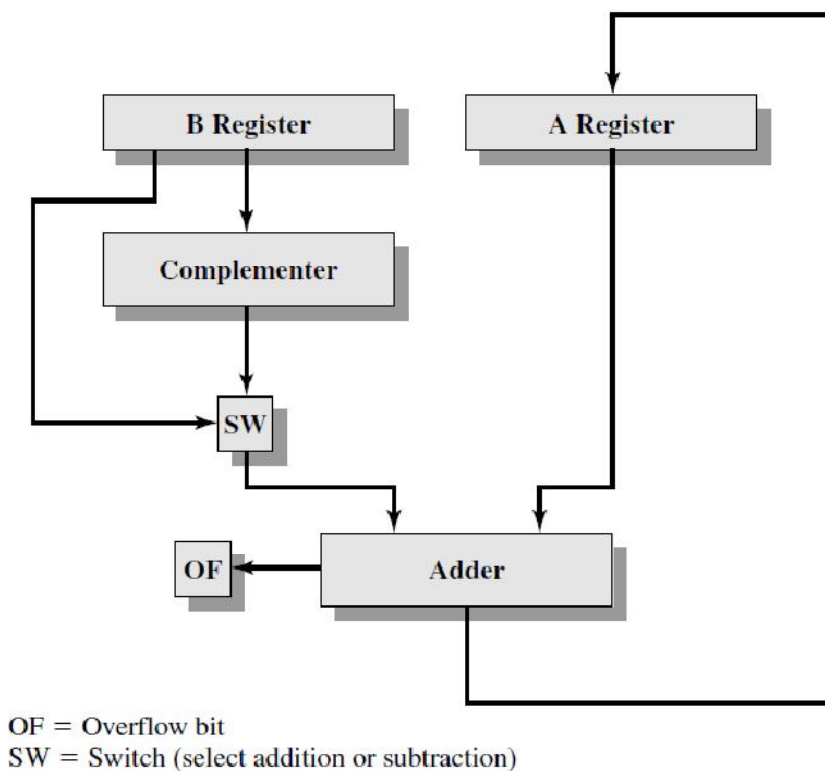 B Register
A Register
Complementer
SW
OF
Adder
OF = Overflow bit
SW = Switch (select addition or subtraction)